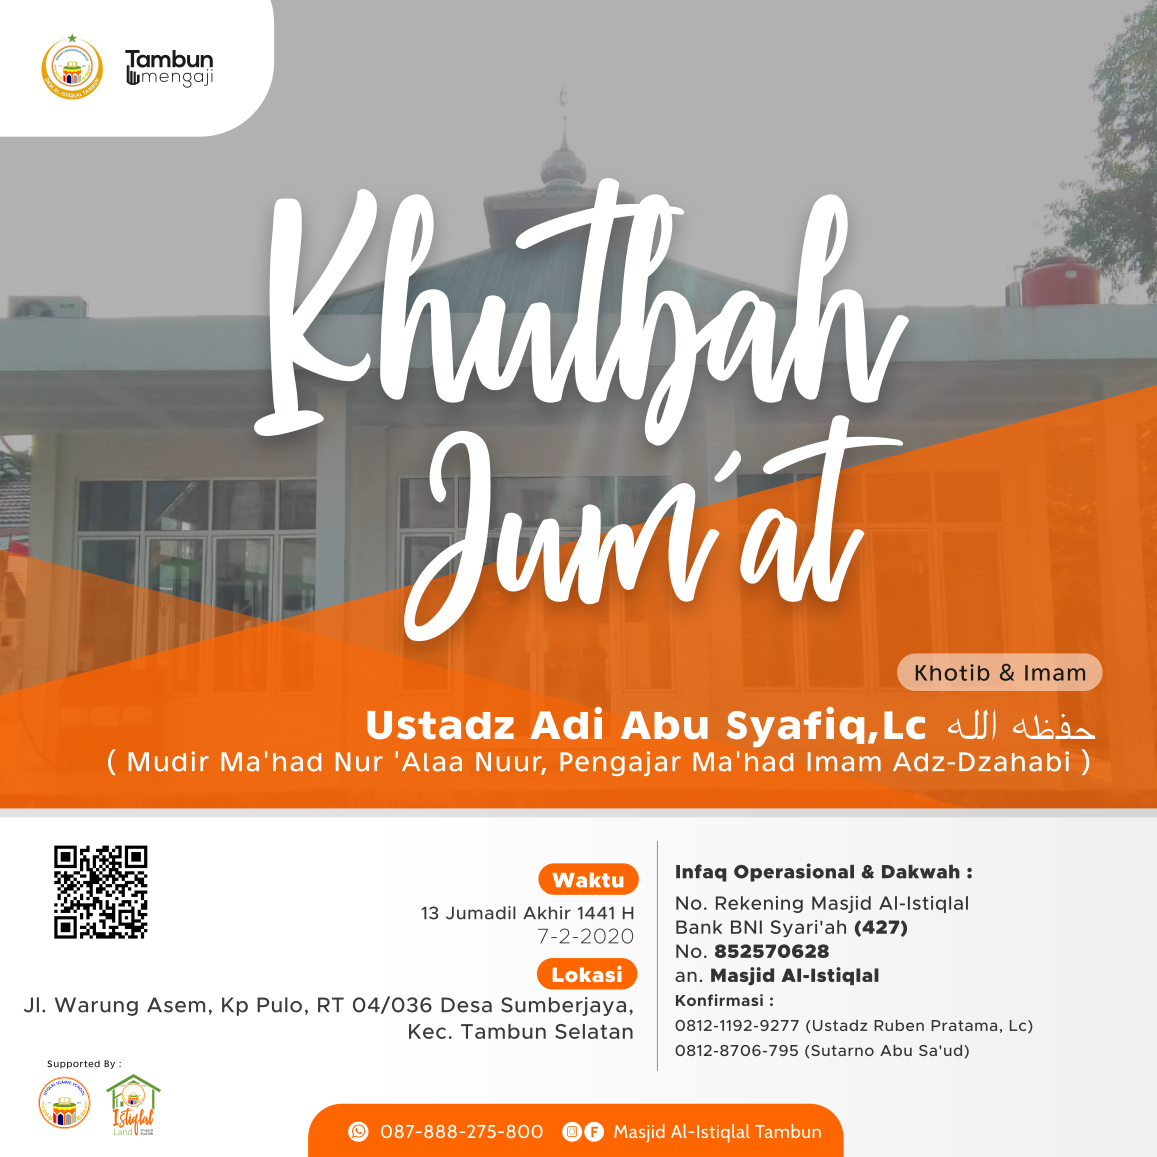 Tambun
mengaji
Khutbah
Jum'at
Khotib & Imam
Ustadz Adi Abu Syafiq,Lc حفظه الله
( Mudir Ma'had Nur 'Alaa Nuur, Pengajar Ma'had Imam Adz-Dzahabi )
Waktu
13 Jumadil Akhir 1441 H
7-2-2020
Lokasi
Jl. Warung Asem, Kp Pulo, RT 04/036 Desa Sumberjaya,
Kec. Tambun Selatan
Infaq Operasional & Dakwah :
No. Rekening Masjid Al-Istiqlal
Bank BNI Syari'ah (427)
No. 852570628
an. Masjid Al-Istiqlal
Konfirmasi :
0812-1192-9277 (Ustadz Ruben Pratama, Lc)
0812-8706-795 (Sutarno Abu Sa'ud)
Supported By :
ISTIQLAL ISLAMIC SCHOOL
Istiqlal
Land
087-888-275-800
Masjid Al-Istiqlal Tambun